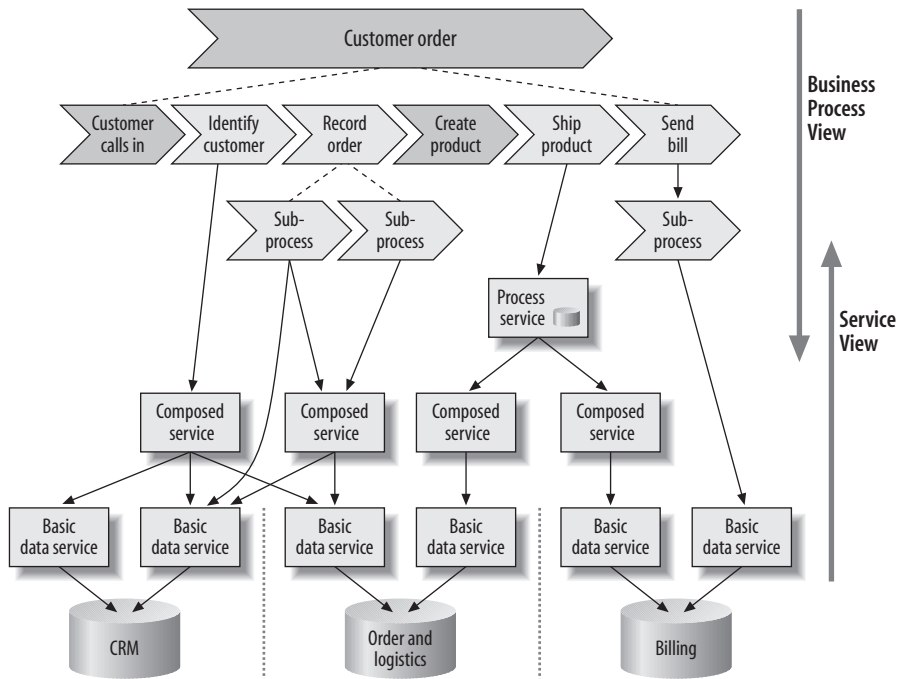 Customer order
Business
Process
View
Customer
calls in
Identify
customer
Record
order
Create
product
Ship
product
Send
bill
Sub-
process
Sub-
process
Sub-
process
Process
service
Service
View
Composed
service
Composed
service
Composed
service
Composed
service
Basic
data service
Basic
data service
Basic
data service
Basic
data service
Basic
data service
Basic
data service
CRM
Order and
logistics
Billing